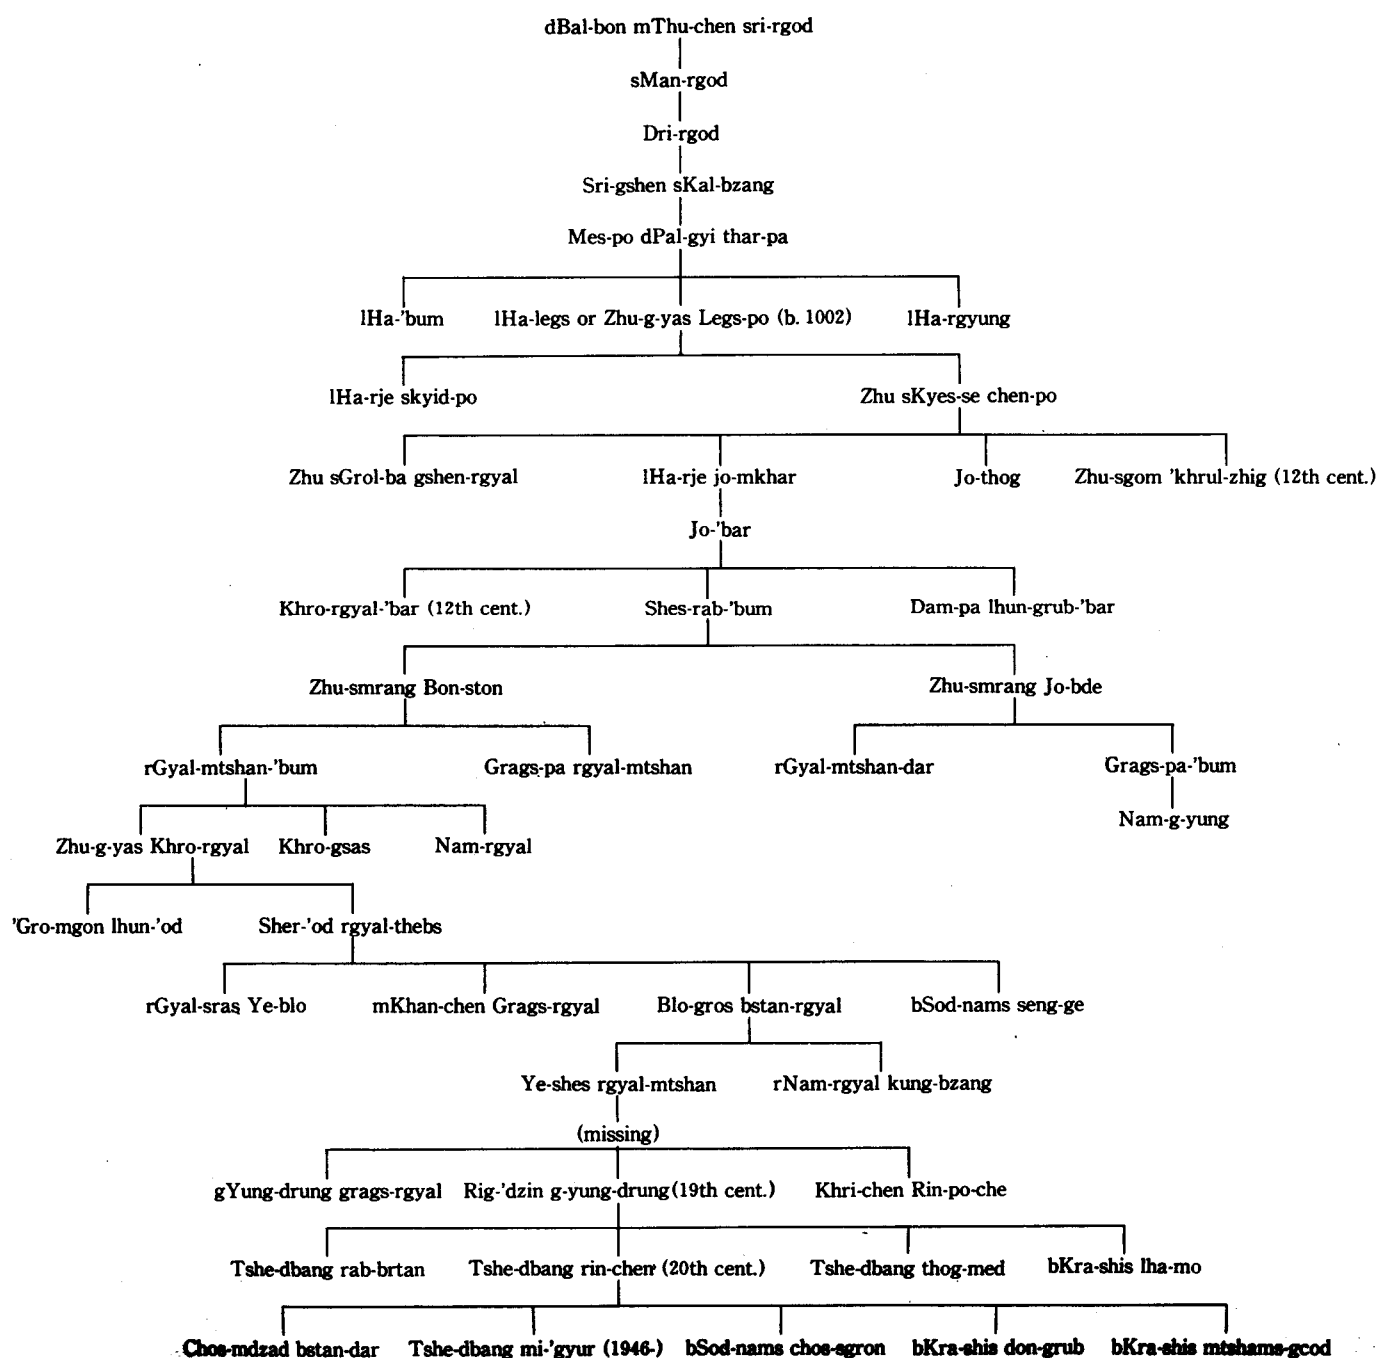 dBal-bon mThu-chen sri-rgod
sMan-rgod
Dri-rgod
Sri-gshen sKal-bzang
Mes-po dPal-gyi thar-pa
lHa-'bum lHa-legs or Zhu-g-yas Legs-po (b. 1002) lHa-rgyung
lHa-rje skyid-po Zhu sKyes-se chen-po
Zhu sGrol-ba gshen-rgyal lHa-rje jo-mkhar Jo-thog Zhu-sgom 'khrul-zhig (12th cent.)
Jo-'bar
Khro-rgyal-'bar (12th cent.) Shes-rab-'bum Dam-pa lhun-grub-'bar
Zhu-smrang Bon-ston Zhu-smrang Jo-bde
rGyal-mtshan-'bum Grags-pa rgyal-mtshan rGyal-mtshan-dar Grags-pa-'bum
Nam-g-yung
Zhu-g-yas Khro-rgyal Khro-gsas Nam-rgyal
'Gro-mgon lhun-'od Sher-'od rgyal-thebs
rGyal-sras Ye-blo mKhan-chen Grags-rgyal Blo-gros bstan-rgyal bSod-nams seng-ge
Ye-shes rgyal-mtshan rNam-rgyal kung-bzang
(missing)
gYung-drung grags-rgyal Rig-'dzin g-yung-drung (19th cent.) Khri-chen Rin-po-che
Tshe-dbang rab-brtan Tshe-dbang rin-chen (20th cent.) Tshe-dbang thog-med bKra-shis lha-mo
Chos-mdzad bstan-dar Tshe-dbang mi-'gyur (1946-) bSod-nams chos-sgron bKra-shis don-grub bKra-shis mtshams-gcod